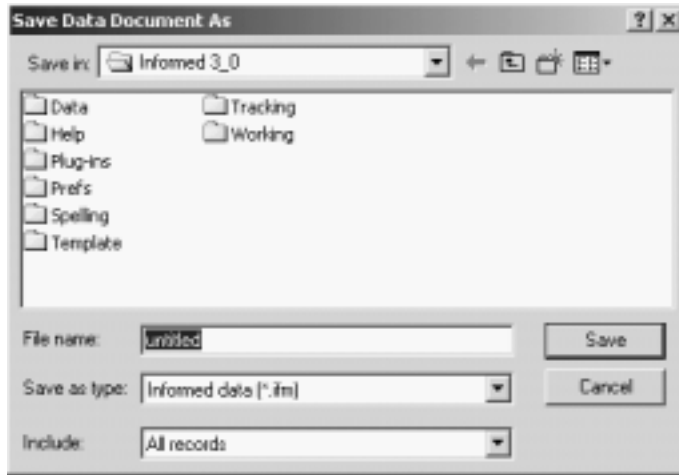 Save Data Document As
Save in: Informed 3_0
Data Tracking
Help Working
Plug-ins
Prefs
Spelling
Template
File name: untitled Save
Save as type: Informed data (*.ifm) Cancel
Include: All records